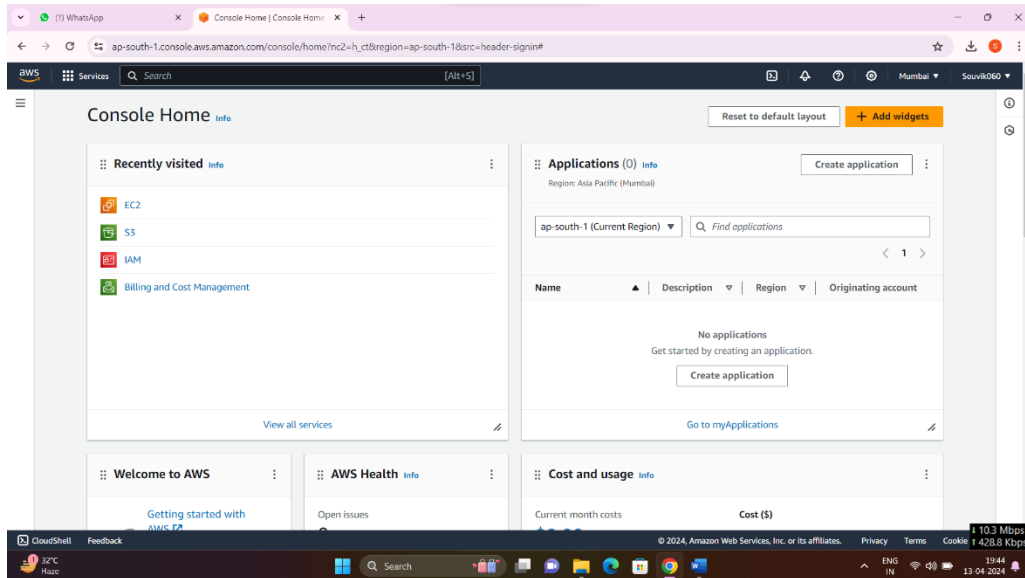 (1) WhatsApp
Console Home | Console Home
ap-south-1.console.aws.amazon.com/console/home?nc2=h_ct&region=ap-south-1&src=header-signin#
S
aws
Services
Search
[Alt+S]
Mumbai ▼
Souvik060 ▼
Console Home Info
Reset to default layout
+ Add widgets
Recently visited Info
EC2
S3
IAM
Billing and Cost Management
View all services
Applications (0) Info
Region: Asia Pacific (Mumbai)
Create application
ap-south-1 (Current Region) ▼
Find applications
< 1 >
Name ▲ | Description ▽ | Region ▽ | Originating account
No applications
Get started by creating an application.
Create application
Go to myApplications
Welcome to AWS
Getting started with
AWS
AWS Health Info
Open issues
Cost and usage Info
Current month costs
Cost ($)
CloudShell
Feedback
© 2024, Amazon Web Services, Inc. or its affiliates.
Privacy
Terms
Cookie
10.3 Mbps
428.8 Kbps
1
32°C
Haze
Search
ENG
IN
19:44
13-04-2024